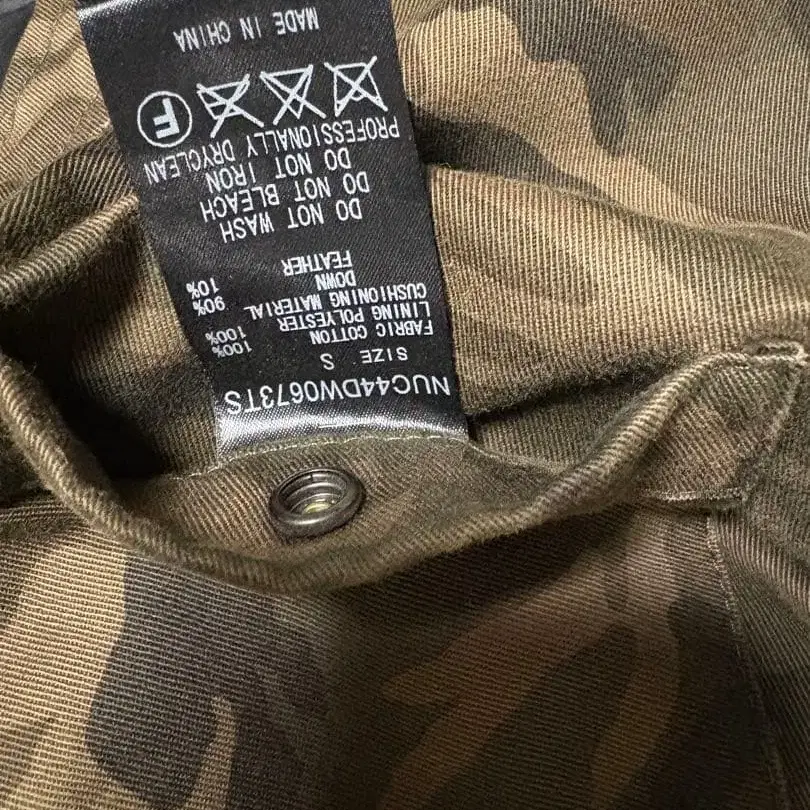 NUC44DW0673TS
SIZE S
FABRIC COTTON 100%
LINING POLYESTER 100%
CUSHIONING MATERIAL
DOWN 90%
FEATHER 10%
DO NOT WASH
DO NOT BLEACH
DO NOT IRON
PROFESSIONALLY DRYCLEAN
F
MADE IN CHINA